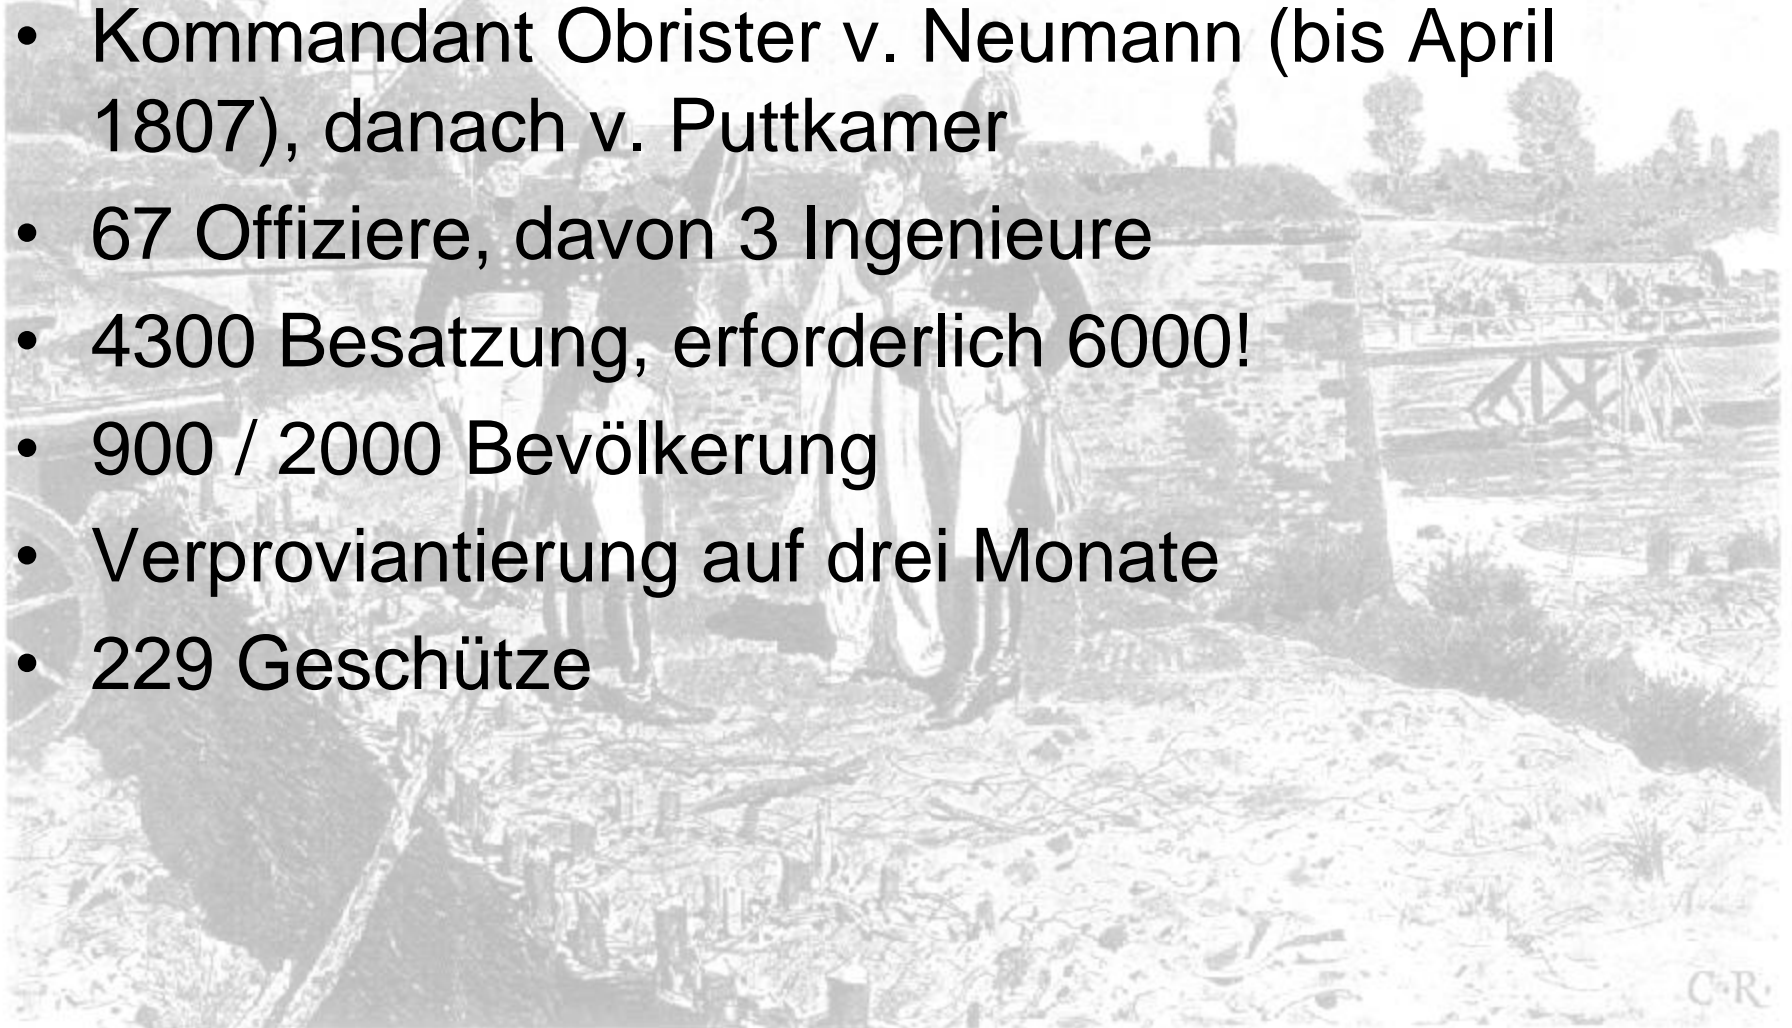 • Kommandant Obrister v. Neumann (bis April
1807), danach v. Puttkamer
• 67 Offiziere, davon 3 Ingenieure
• 4300 Besatzung, erforderlich 6000!
• 900 / 2000 Bevölkerung
• Verproviantierung auf drei Monate
• 229 Geschütze
C·R·